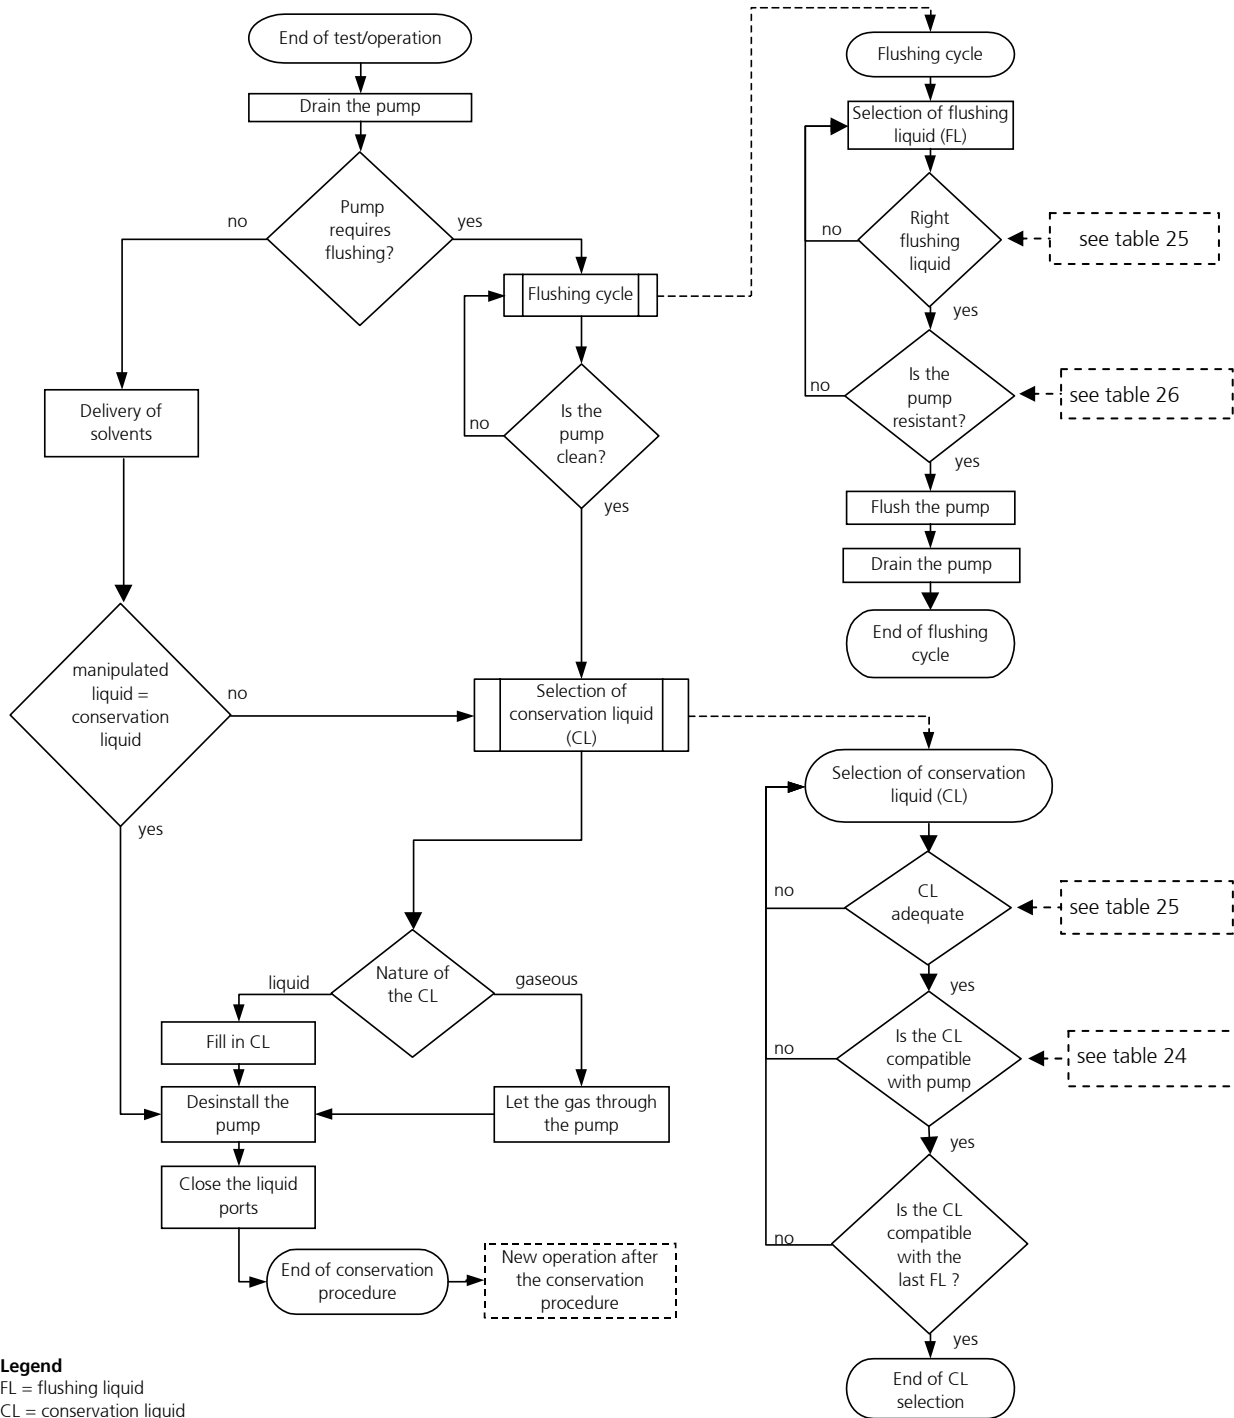 End of test/operation
Drain the pump
Pump
requires
flushing?
no
yes
Flushing cycle
Is the
pump
clean?
no
yes
Delivery of
solvents
manipulated
liquid =
conservation
liquid
no
yes
Selection of
conservation liquid
(CL)
Nature of
the CL
liquid
gaseous
Fill in CL
Desinstall the
pump
Let the gas through
the pump
Close the liquid
ports
End of conservation
procedure
New operation after
the conservation
procedure
Flushing cycle
Selection of flushing
liquid (FL)
Right
flushing
liquid
no
see table 25
yes
Is the
pump
resistant?
no
see table 26
yes
Flush the pump
Drain the pump
End of flushing
cycle
Selection of conservation
liquid (CL)
CL
adequate
no
see table 25
yes
Is the CL
compatible
with pump
no
see table 24
yes
Is the CL
compatible
with the
last FL ?
no
yes
End of CL
selection
Legend
FL = flushing liquid
CL = conservation liquid